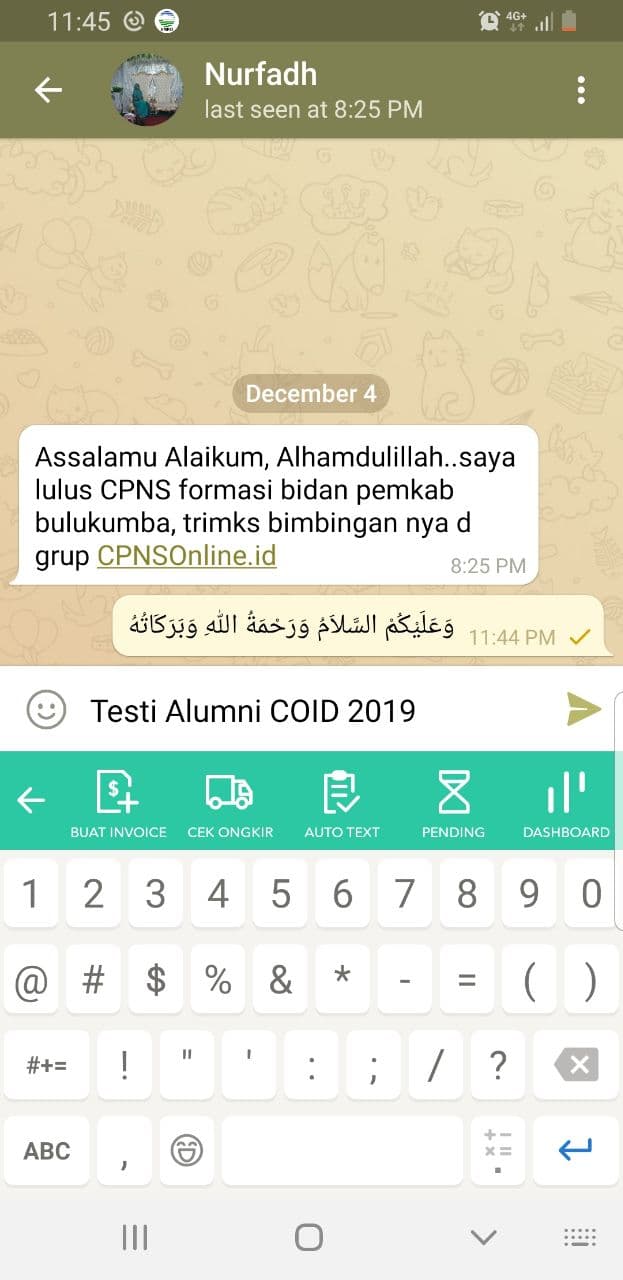 11:45
4G+
Nurfadh
last seen at 8:25 PM
December 4
Assalamu Alaikum, Alhamdulillah..saya
lulus CPNS formasi bidan pemkab
bulukumba, trimks bimbingan nya d
grup CPNSOnline.id
8:25 PM
وَعَلَيْكُمْ السَّلاَمُ وَرَحْمَةُ اللهِ وَبَرَكَاتُهُ
11:44 PM
Testi Alumni COID 2019
BUAT INVOICE CEK ONGKIR AUTO TEXT PENDING DASHBOARD
1 2 3 4 5 6 7 8 9 0
@ # $ % & * - = ( )
#+= ! " ' : ; / ?
ABC , + - × = .